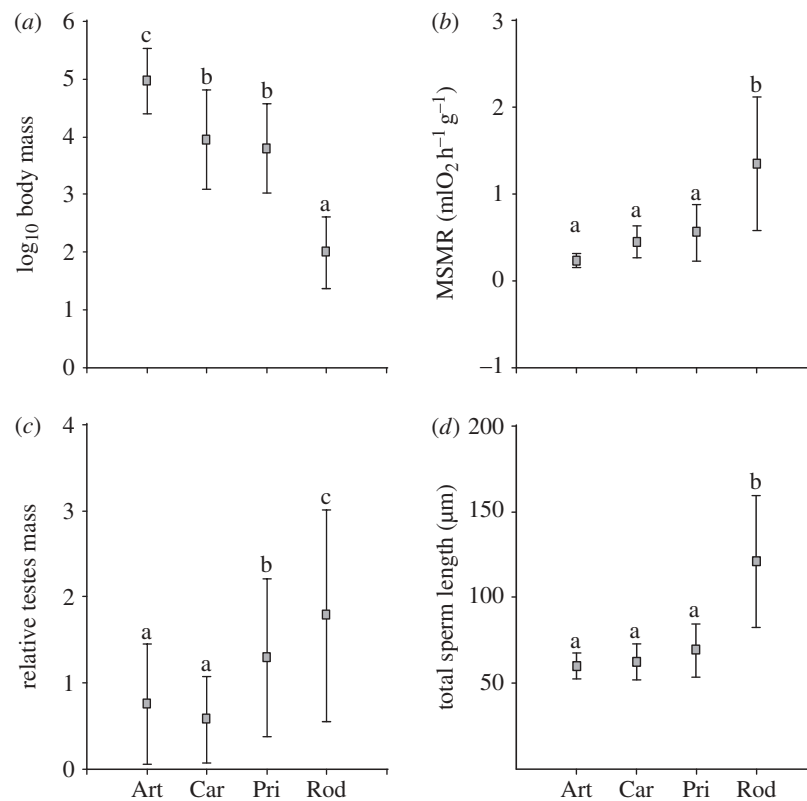 (a)
6
5
4
3
2
1
0
log10 body mass
c
b
b
a
(b)
3
2
1
0
–1
MSMR (mlO2 h–1 g–1)
a
a
a
b
(c)
4
3
2
1
0
relative testes mass
a
a
b
c
Art Car Pri Rod
(d)
200
150
100
50
total sperm length (µm)
a
a
a
b
Art Car Pri Rod